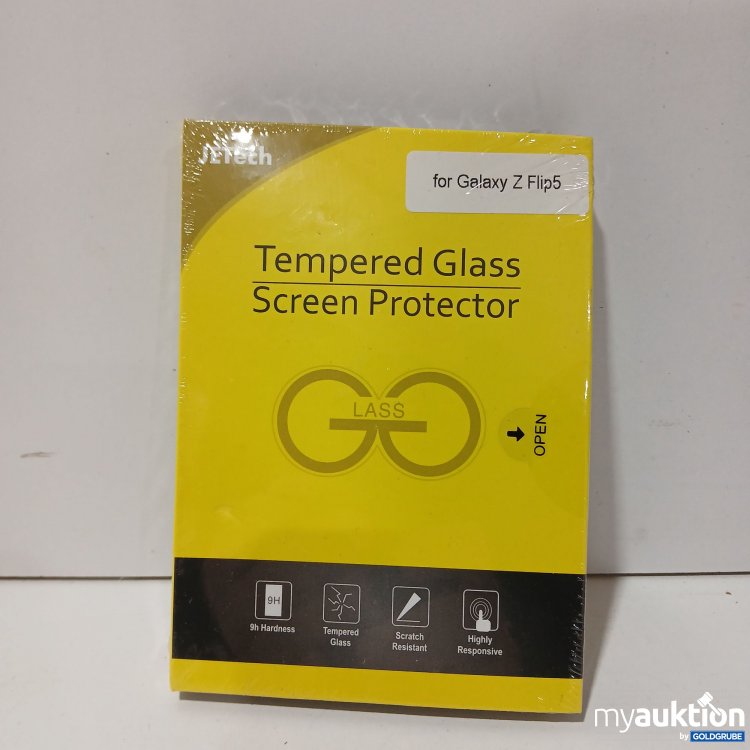 JETech
for Galaxy Z Flip5
Tempered Glass
Screen Protector
GLASS
OPEN
9H
9h Hardness
Tempered
Glass
Scratch
Resistant
Highly
Responsive
myauktion
by GOLDGRUBE